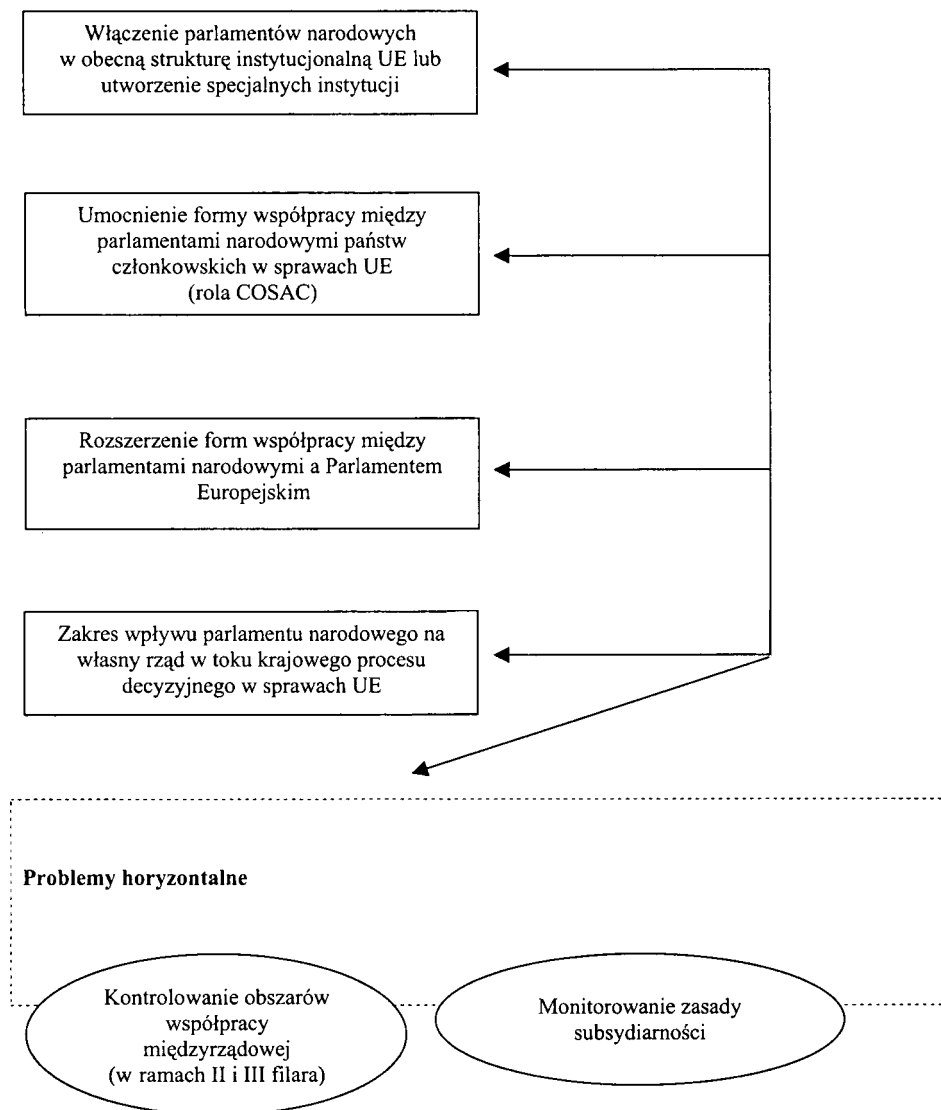 Włączenie parlamentów narodowych
w obecną strukturę instytucjonalną UE lub
utworzenie specjalnych instytucji
Umocnienie formy współpracy między
parlamentami narodowymi państw
członkowskich w sprawach UE
(rola COSAC)
Rozszerzenie form współpracy między
parlamentami narodowymi a Parlamentem
Europejskim
Zakres wpływu parlamentu narodowego na
własny rząd w toku krajowego procesu
decyzyjnego w sprawach UE
Problemy horyzontalne
Kontrolowanie obszarów
współpracy
międzyrządowej
(w ramach II i III filara)
Monitorowanie zasady
subsydiarności